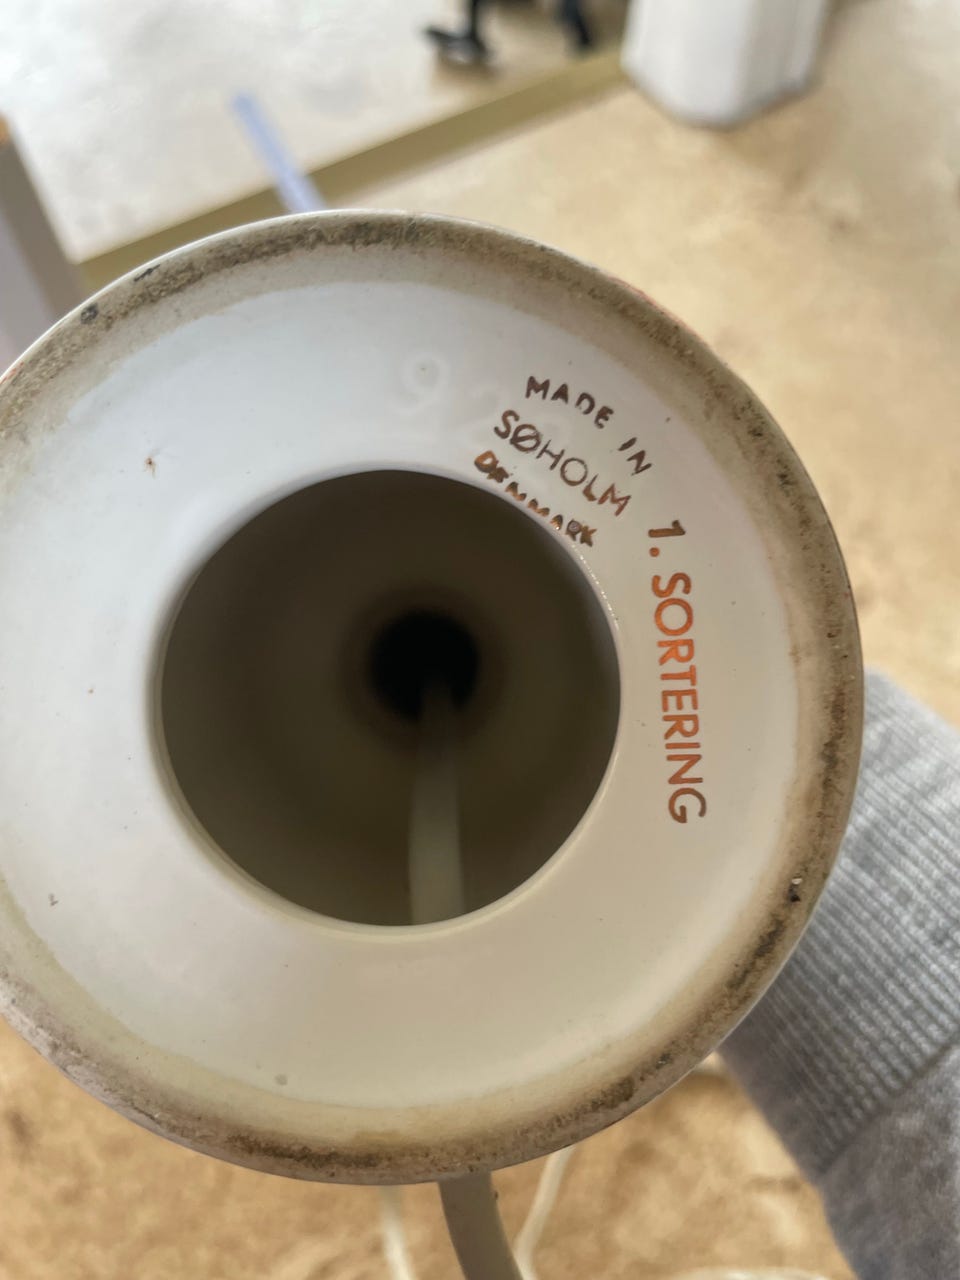 MADE IN
SØHOLM
DENMARK
1. SORTERING